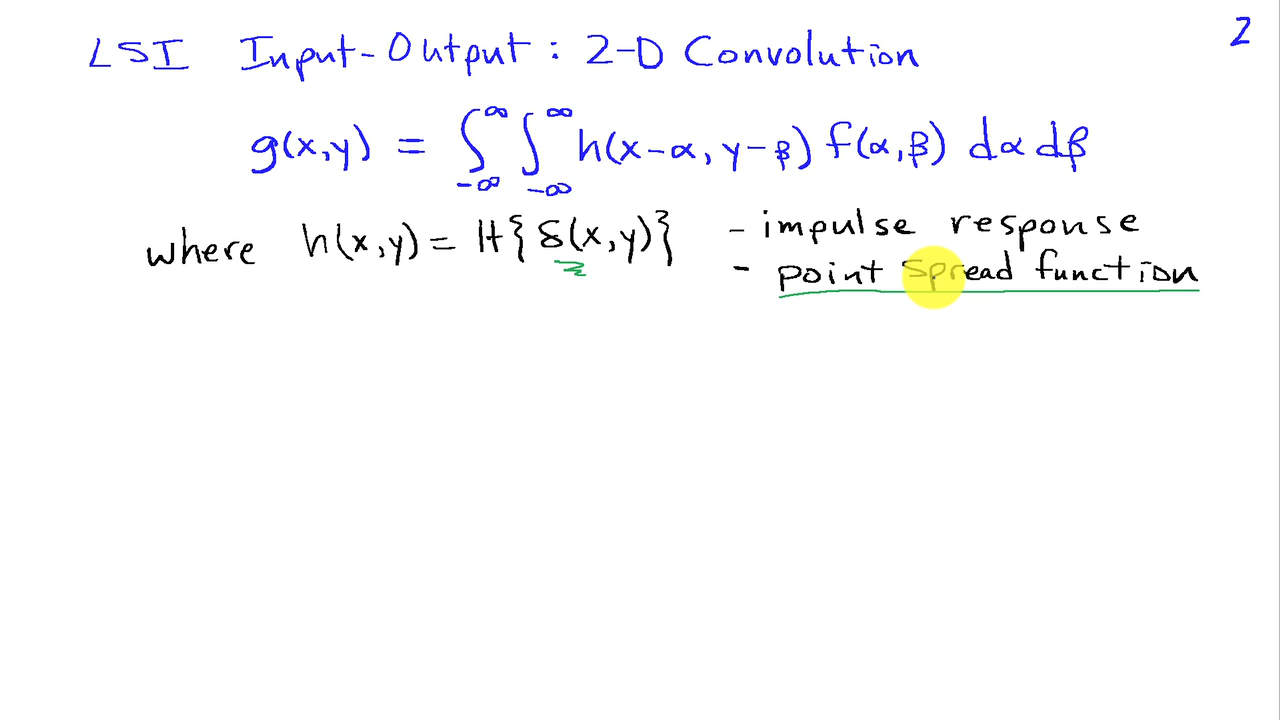 LSI Input-Output: 2-D Convolution
2
g(x,y) = ∫_{-∞}^{∞} ∫_{-∞}^{∞} h(x-α, y-β) f(α,β) dα dβ
where h(x,y) = H{δ(x,y)} - impulse response
- point spread function